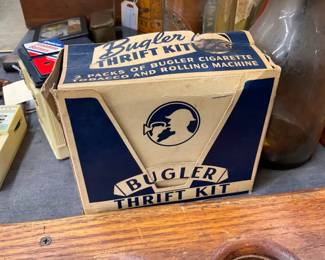 Bugler
THRIFT KIT
2 PACKS OF BUGLER CIGARETTE
TOBACCO AND ROLLING MACHINE
BUGLER
THRIFT KIT